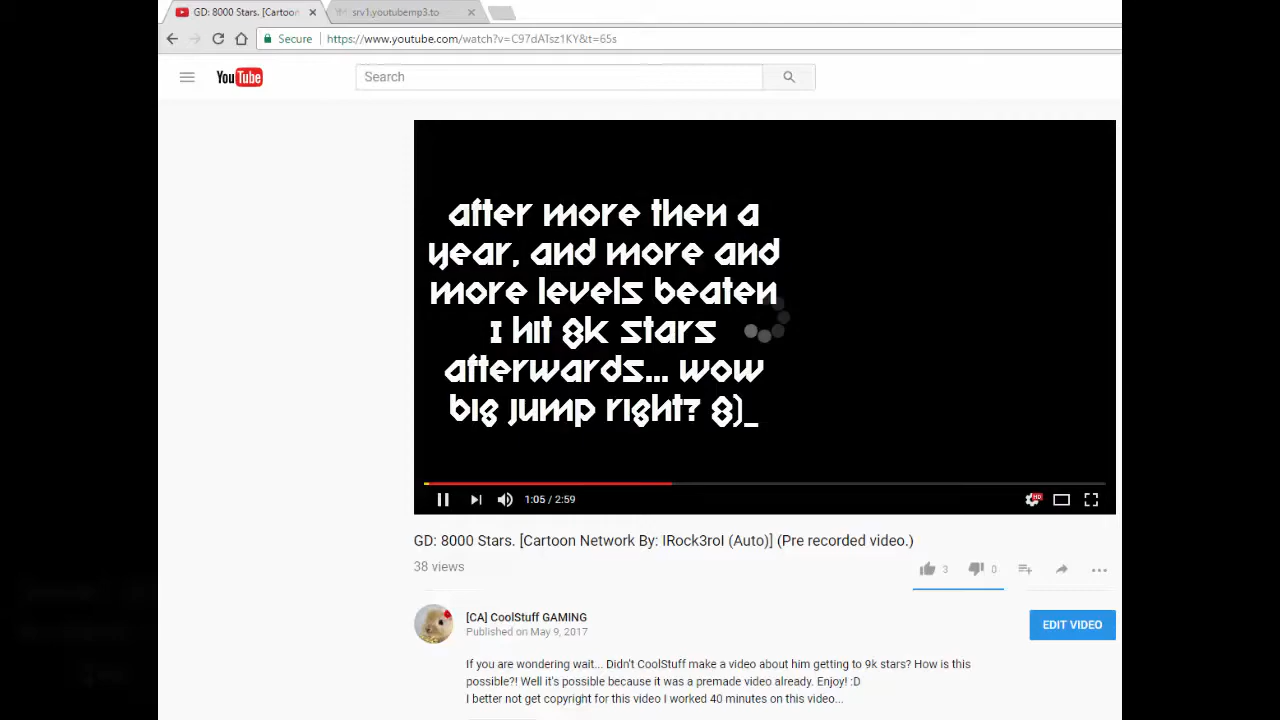 GD: 8000 Stars. [Cartoon
srv1.youtubemp3.to
Secure https://www.youtube.com/watch?v=C97dATsz1KY&t=65s
YouTube
Search
after more then a
year, and more and
more levels beaten
I hit 8k stars
afterwards... wow
big jump right? 8)_
1:05 / 2:59
HD
GD: 8000 Stars. [Cartoon Network By: IRock3roI (Auto)] (Pre recorded video.)
38 views
3 0
[CA] CoolStuff GAMING
Published on May 9, 2017
EDIT VIDEO
If you are wondering wait... Didn't CoolStuff make a video about him getting to 9k stars? How is this
possible?! Well it's possible because it was a premade video already. Enjoy! :D
I better not get copyright for this video I worked 40 minutes on this video...